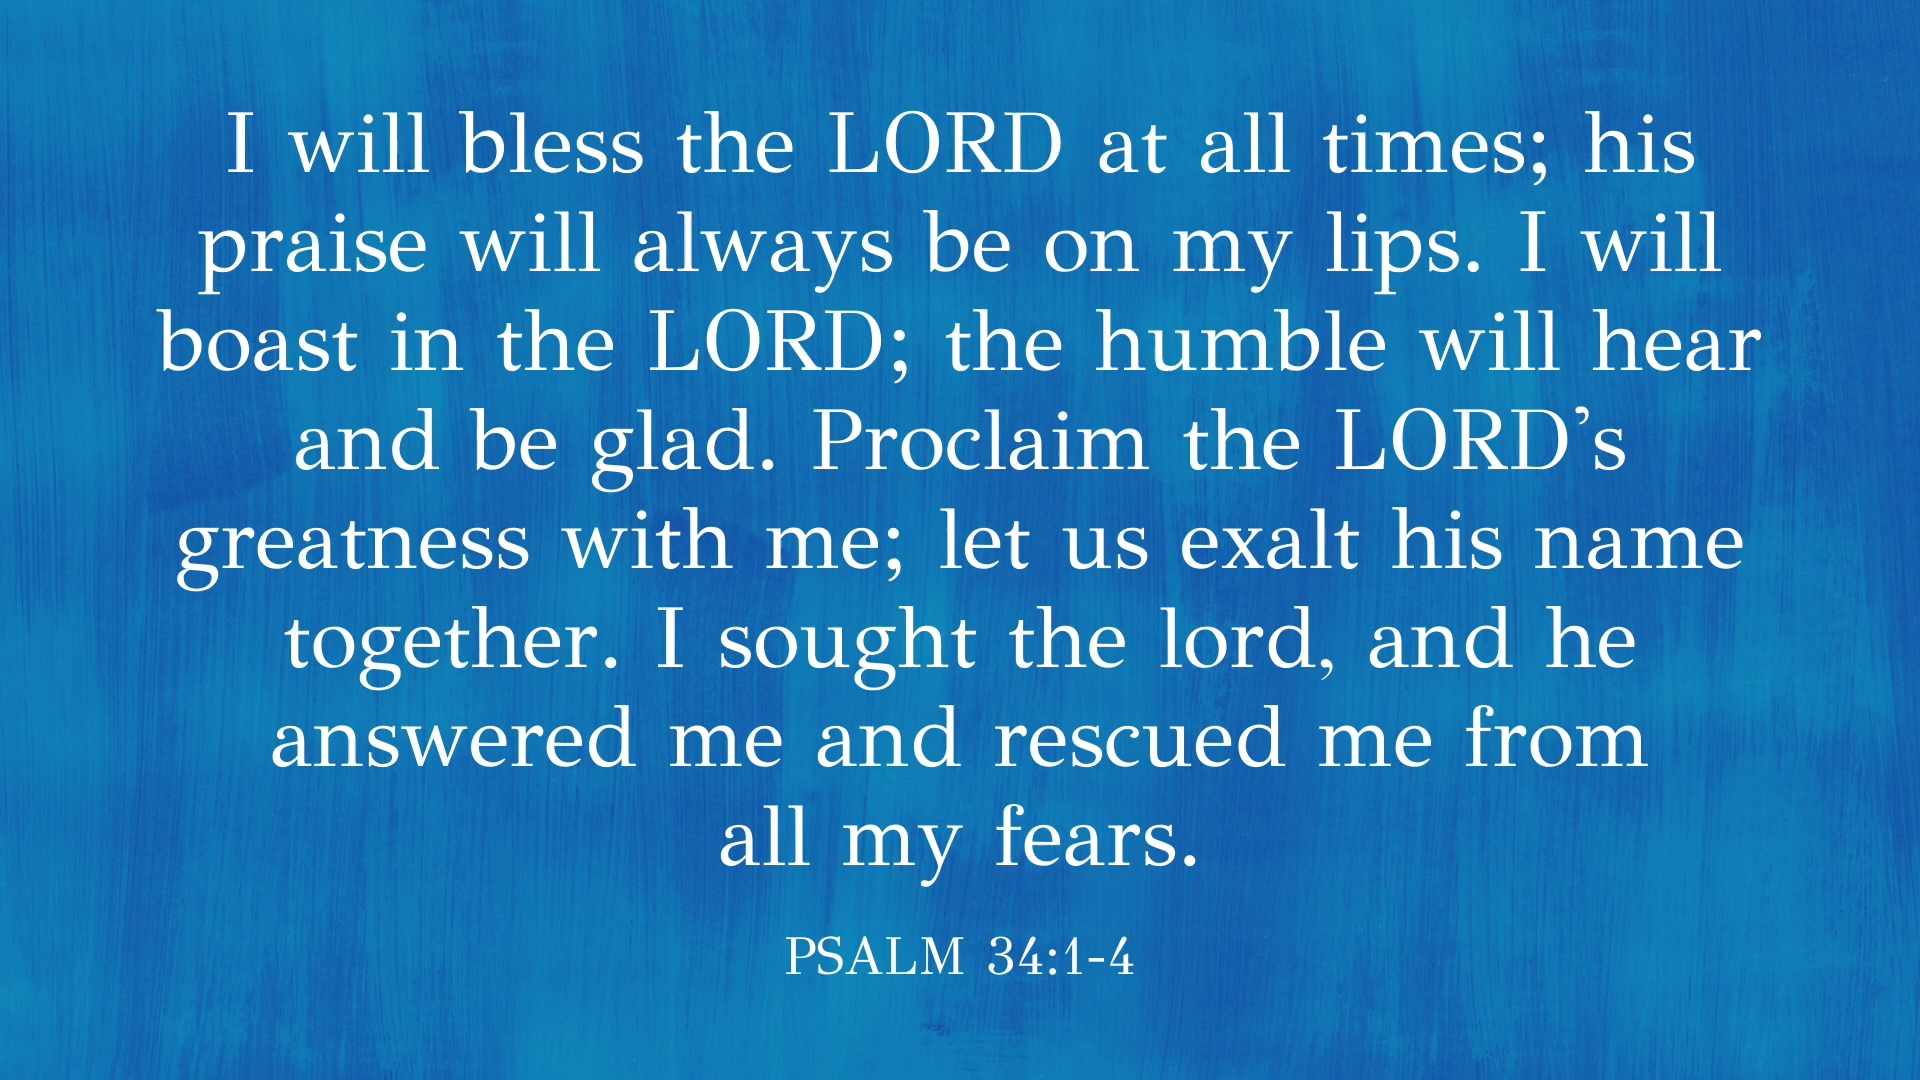 I will bless the LORD at all times; his
praise will always be on my lips. I will
boast in the LORD; the humble will hear
and be glad. Proclaim the LORD’s
greatness with me; let us exalt his name
together. I sought the lord, and he
answered me and rescued me from
all my fears.
PSALM 34:1-4